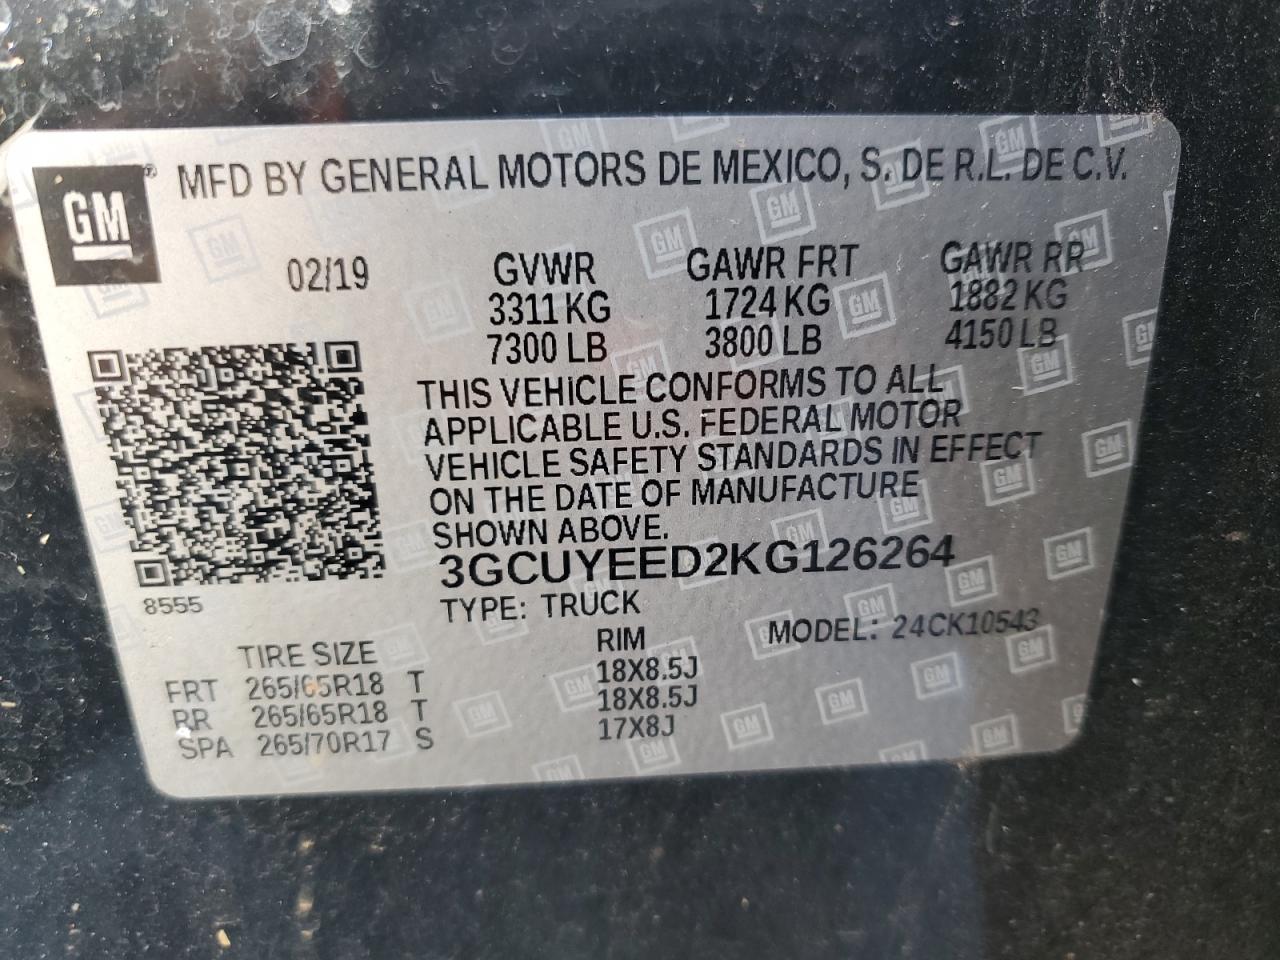 GM
MFD BY GENERAL MOTORS DE MEXICO, S. DE R.L. DE C.V.
02/19 GVWR GAWR FRT GAWR RR
3311 KG 1724 KG 1882 KG
7300 LB 3800 LB 4150 LB
THIS VEHICLE CONFORMS TO ALL
APPLICABLE U.S. FEDERAL MOTOR
VEHICLE SAFETY STANDARDS IN EFFECT
ON THE DATE OF MANUFACTURE
SHOWN ABOVE.
3GCUYEED2KG126264
8555
TYPE: TRUCK MODEL: 24CK10543
TIRE SIZE RIM
FRT 265/65R18 T 18X8.5J
RR 265/65R18 T 18X8.5J
SPA 265/70R17 S 17X8J